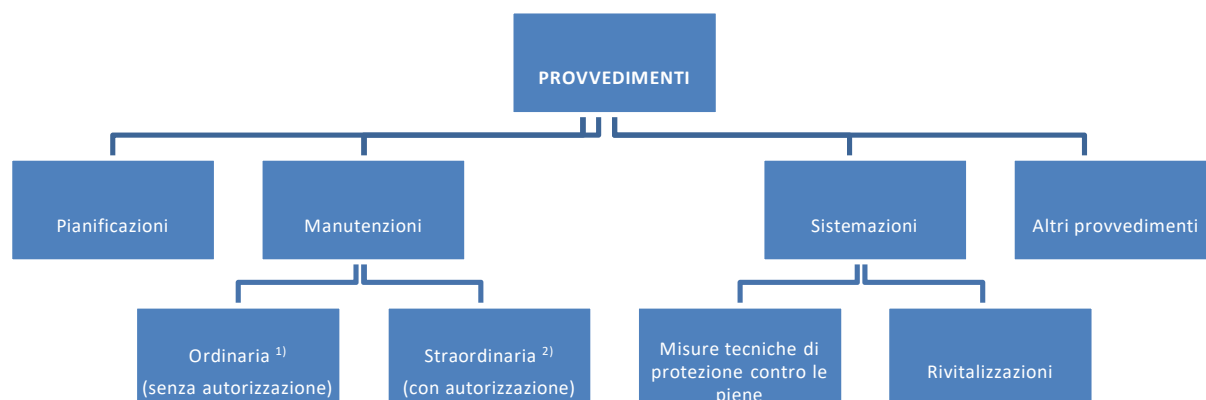 PROVVEDIMENTI
Pianificazioni
Manutenzioni
Sistemazioni
Altri provvedimenti
Ordinaria 1)
(senza autorizzazione)
Straordinaria 2)
(con autorizzazione)
Misure tecniche di
protezione contro le
piene
Rivitalizzazioni